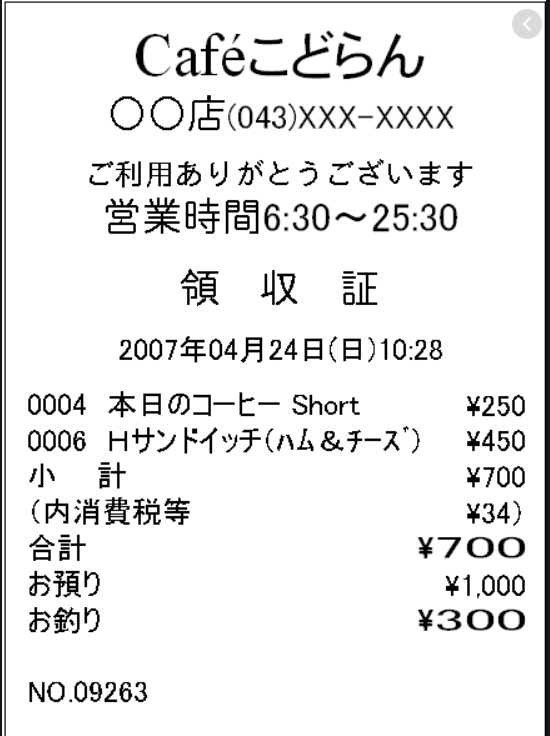 Caféこどらん
○○店(043)XXX-XXXX
ご利用ありがとうございます
営業時間6:30～25:30
領　収　証
2007年04月24日(日)10:28
0004 本日のコーヒー Short ¥250
0006 Hサンドイッチ(ﾊﾑ＆ﾁｰｽﾞ) ¥450
小　計 ¥700
(内消費税等 ¥34)
合計 ¥700
お預り ¥1,000
お釣り ¥300
NO.09263